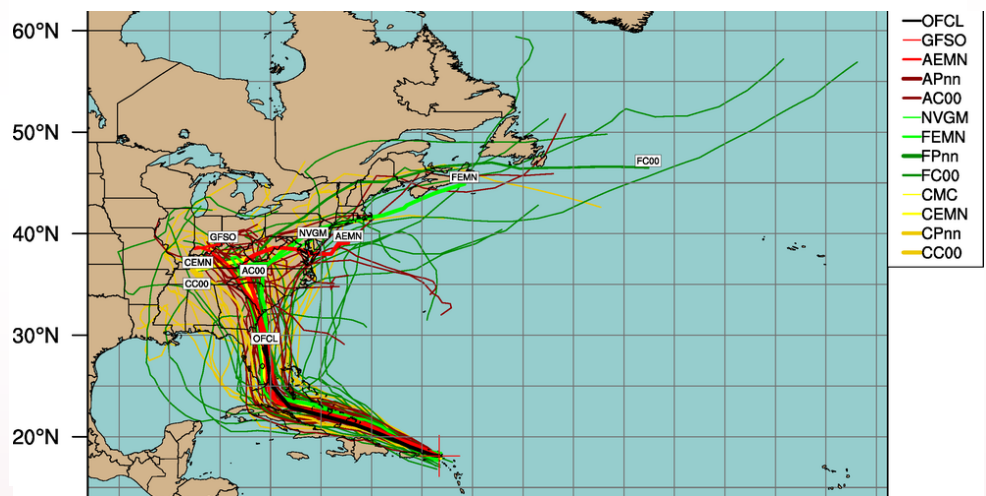 60°N
50°N
40°N
30°N
20°N
FC00
FEMN
GFSO
NVGM
AEMN
CEMN
AC00
CC00
OFCL
OFCL
GFSO
AEMN
APnn
AC00
NVGM
FEMN
FPnn
FC00
CMC
CEMN
CPnn
CC00